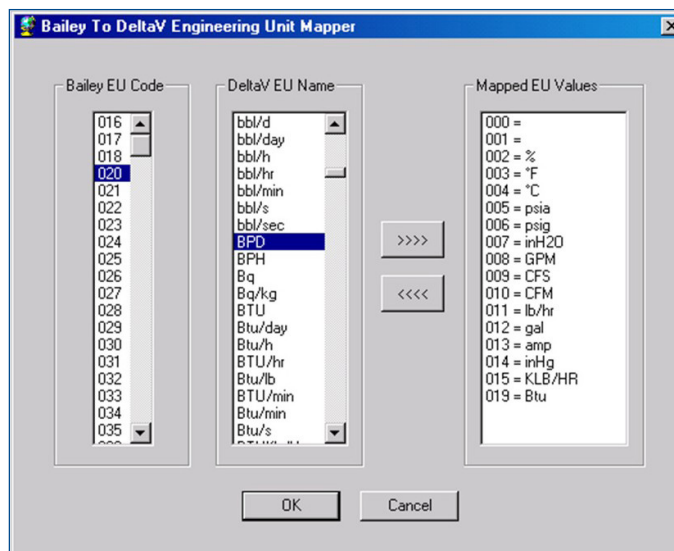 Bailey To DeltaV Engineering Unit Mapper
Bailey EU Code
016
017
018
020
021
022
023
024
025
026
027
028
029
030
031
032
033
034
035
DeltaV EU Name
bbl/d
bbl/day
bbl/h
bbl/hr
bbl/min
bbl/s
bbl/sec
BPD
BPH
Bq
Bq/kg
BTU
Btu/day
Btu/h
BTU/hr
Btu/lb
BTU/min
Btu/min
Btu/s
>>>>
<<<<
Mapped EU Values
000 =
001 =
002 = %
003 = °F
004 = °C
005 = psia
006 = psig
007 = inH2O
008 = GPM
009 = CFS
010 = CFM
011 = lb/hr
012 = gal
013 = amp
014 = inHg
015 = KLB/HR
019 = Btu
OK
Cancel